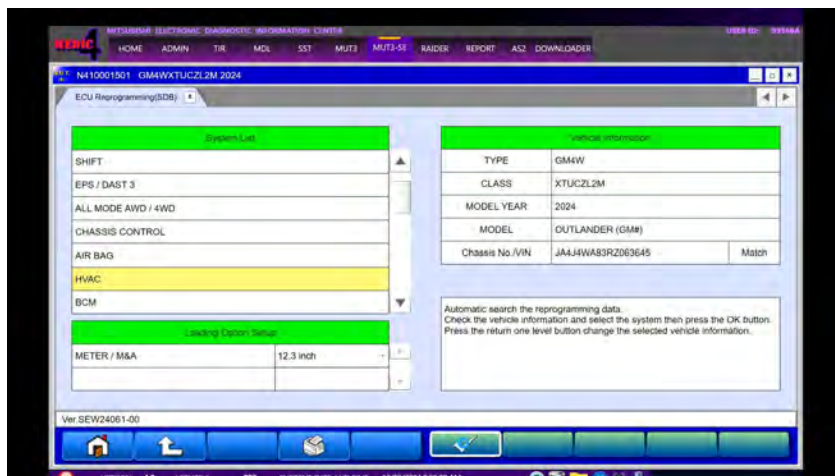 MITSUBISHI ELECTRONIC DIAGNOSTIC INFORMATION CENTER
MEDIC 4
HOME ADMIN TIR MDL SST MUT3 MUT3-SE RAIDER REPORT AS2 DOWNLOADER
N410001501 GM4WXTUCZL2M 2024
ECU Reprogramming(SDB)
System List
SHIFT
EPS / DAST 3
ALL MODE AWD / 4WD
CHASSIS CONTROL
AIR BAG
HVAC
BCM
Loading Option Setup
METER / M&A 12.3 inch
Vehicle Information
TYPE GM4W
CLASS XTUCZL2M
MODEL YEAR 2024
MODEL OUTLANDER (GM#)
Chassis No./VIN JA4J4WA83RZ063645 Match
Automatic search the reprogramming data.
Check the vehicle information and select the system then press the OK button.
Press the return one level button change the selected vehicle information.
Ver.SEW24061-00